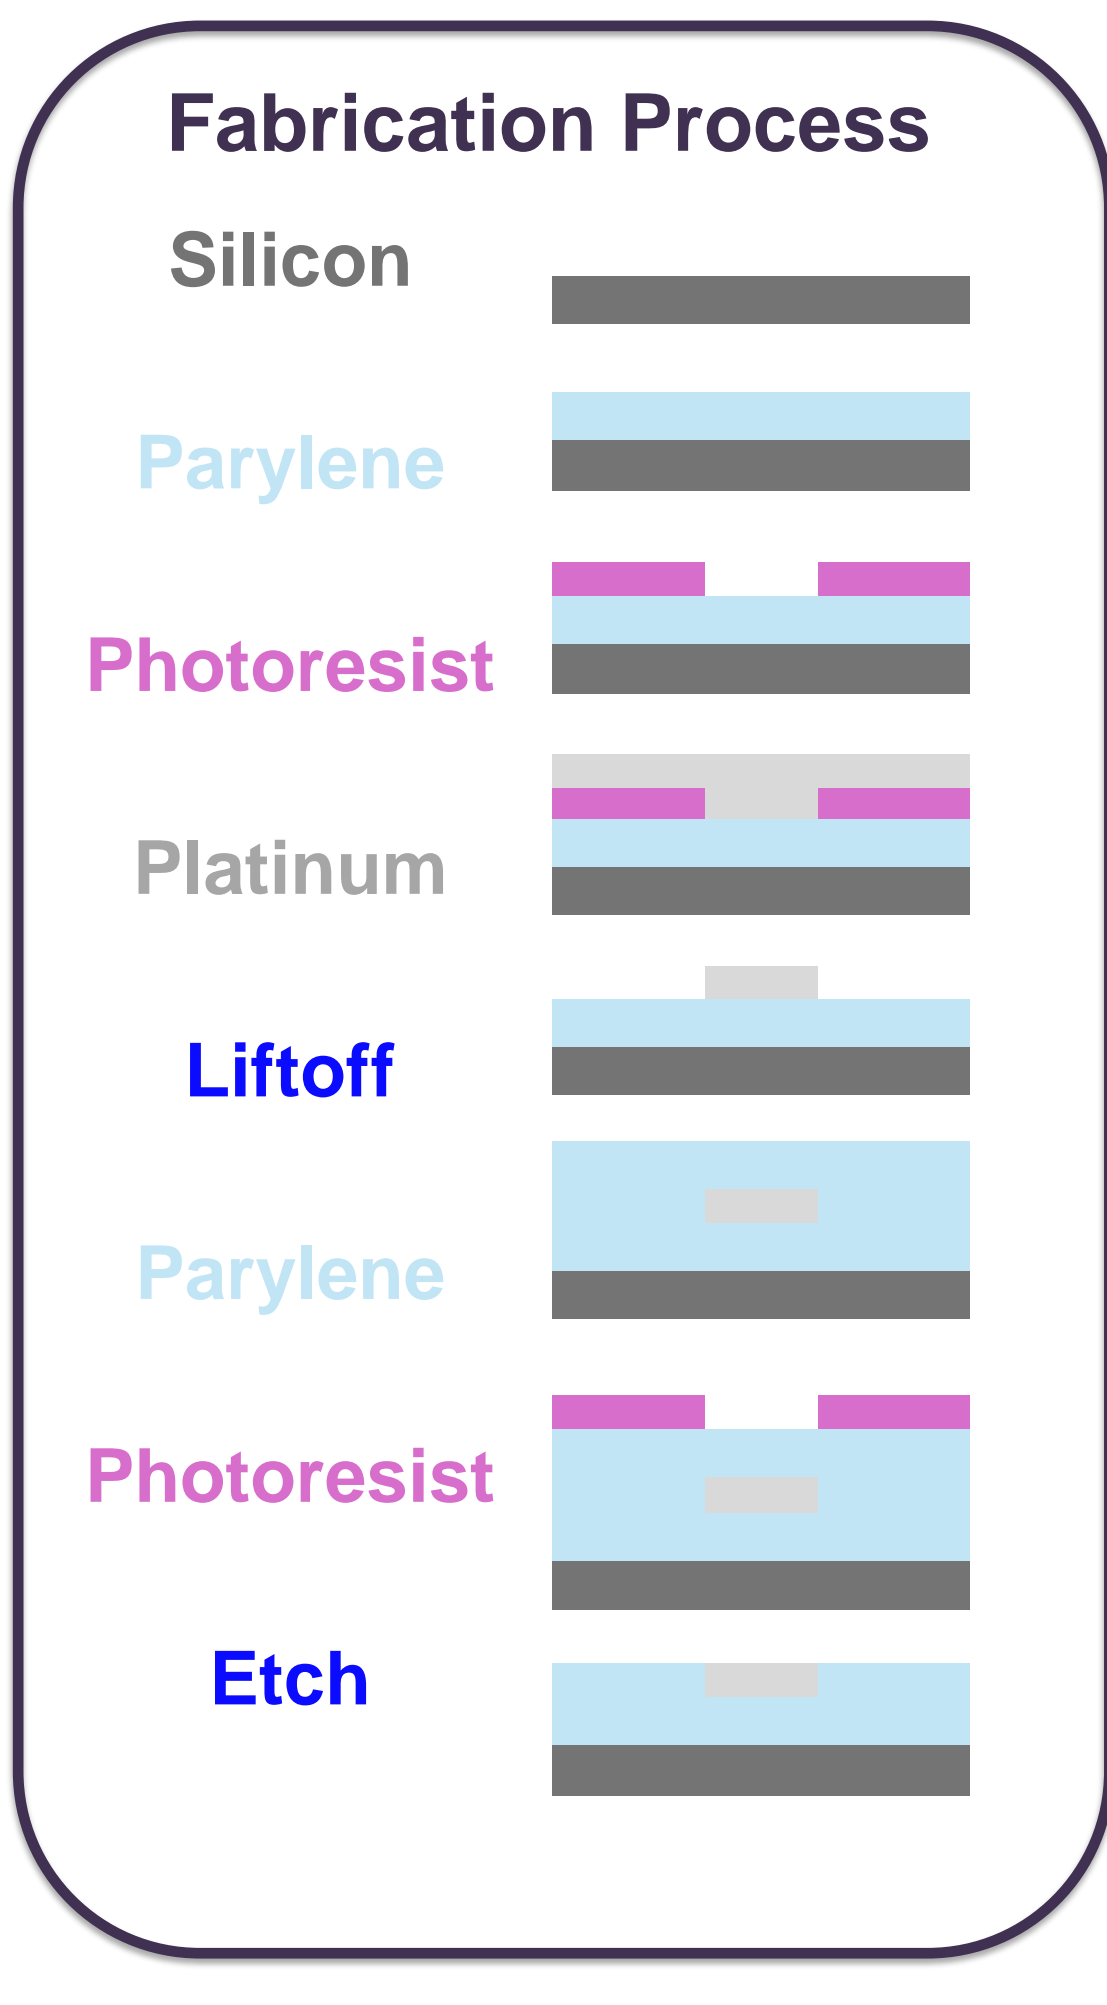 Fabrication Process
Silicon
Parylene
Photoresist
Platinum
Liftoff
Parylene
Photoresist
Etch